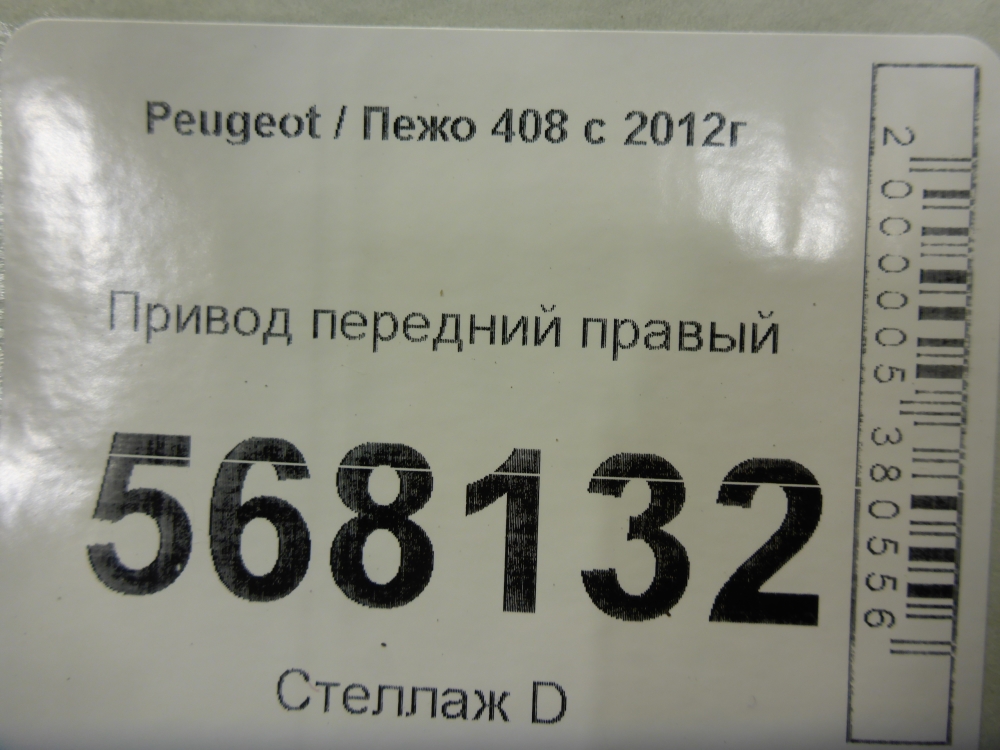 Peugeot / Пежо 408 с 2012г
Привод передний правый
568132
Стеллаж D
2000005380556